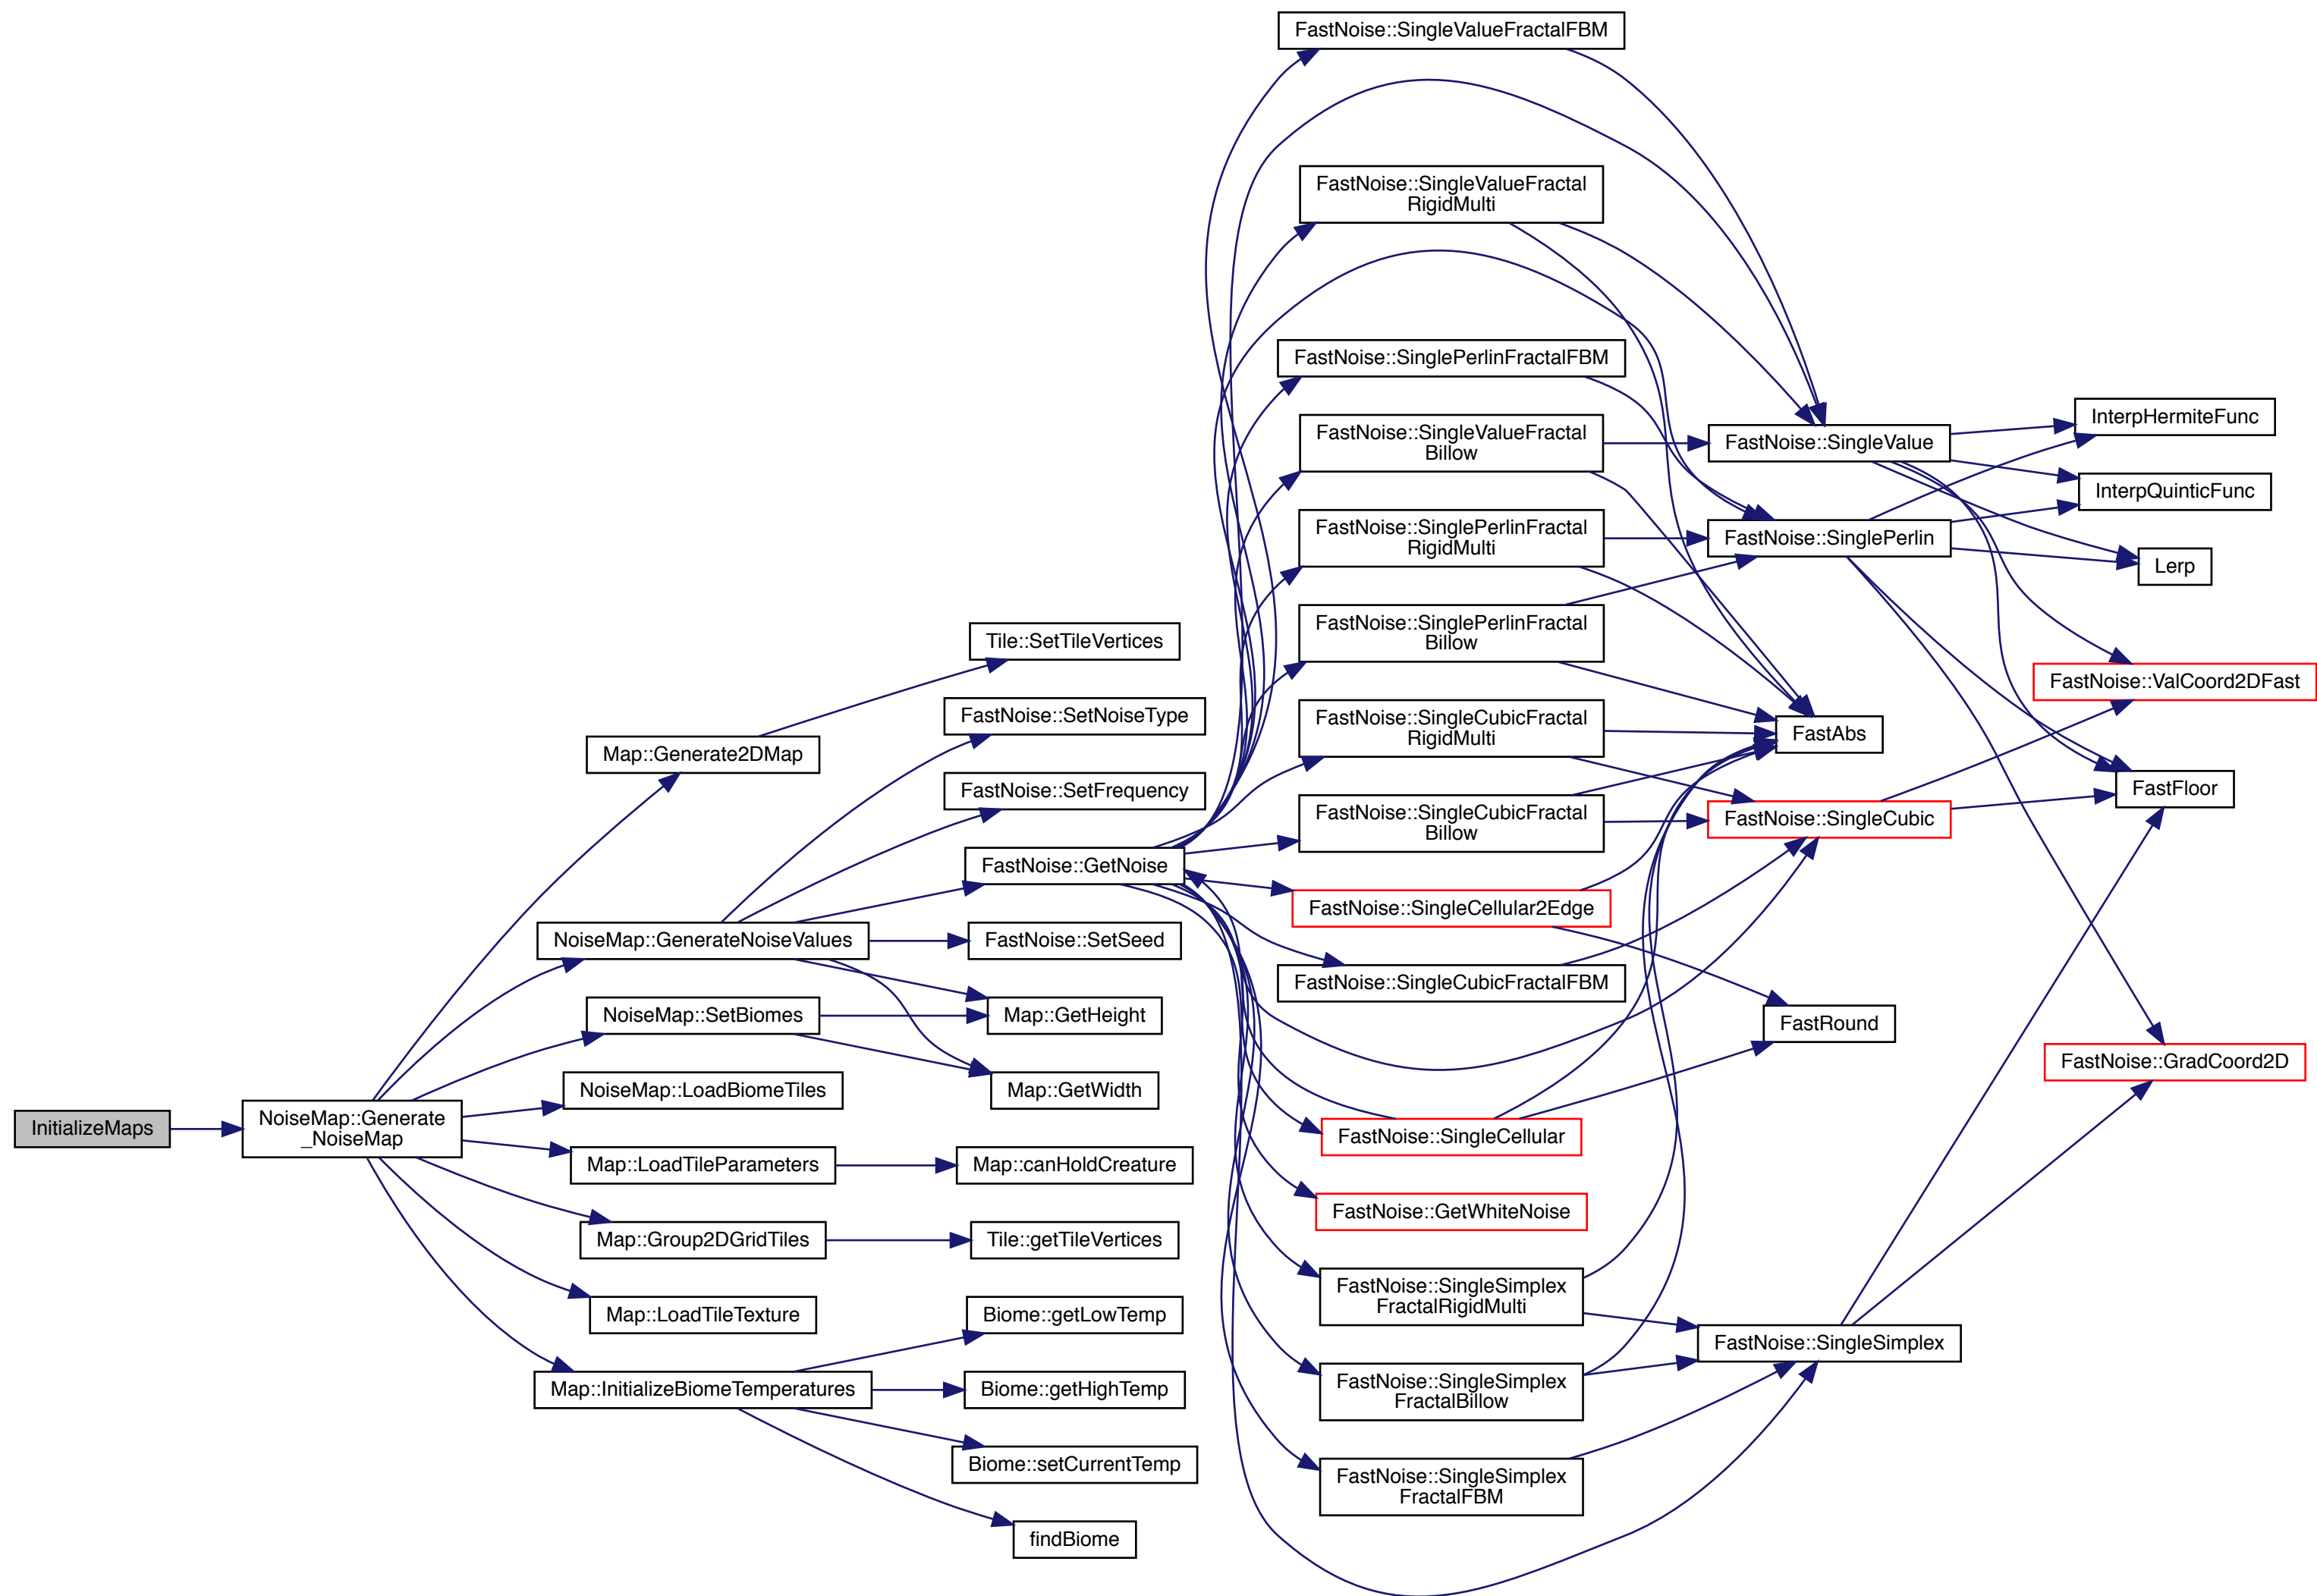 InitializeMaps
NoiseMap::Generate
_NoiseMap
Map::Generate2DMap
NoiseMap::GenerateNoiseValues
NoiseMap::SetBiomes
NoiseMap::LoadBiomeTiles
Map::LoadTileParameters
Map::Group2DGridTiles
Map::LoadTileTexture
Map::InitializeBiomeTemperatures
Tile::SetTileVertices
FastNoise::SetNoiseType
FastNoise::SetFrequency
FastNoise::GetNoise
FastNoise::SetSeed
Map::GetHeight
Map::GetWidth
Map::canHoldCreature
Tile::getTileVertices
Biome::getLowTemp
Biome::getHighTemp
Biome::setCurrentTemp
findBiome
FastNoise::SingleValueFractalFBM
FastNoise::SingleValueFractal
RigidMulti
FastNoise::SinglePerlinFractalFBM
FastNoise::SingleValueFractal
Billow
FastNoise::SinglePerlinFractal
RigidMulti
FastNoise::SinglePerlinFractal
Billow
FastNoise::SingleCubicFractal
RigidMulti
FastNoise::SingleCubicFractal
Billow
FastNoise::SingleCellular2Edge
FastNoise::SingleCubicFractalFBM
FastNoise::SingleCellular
FastNoise::GetWhiteNoise
FastNoise::SingleSimplex
FractalRigidMulti
FastNoise::SingleSimplex
FractalBillow
FastNoise::SingleSimplex
FractalFBM
FastNoise::SingleValue
FastNoise::SinglePerlin
FastAbs
FastNoise::SingleCubic
FastRound
FastNoise::SingleSimplex
InterpHermiteFunc
InterpQuinticFunc
Lerp
FastNoise::ValCoord2DFast
FastFloor
FastNoise::GradCoord2D